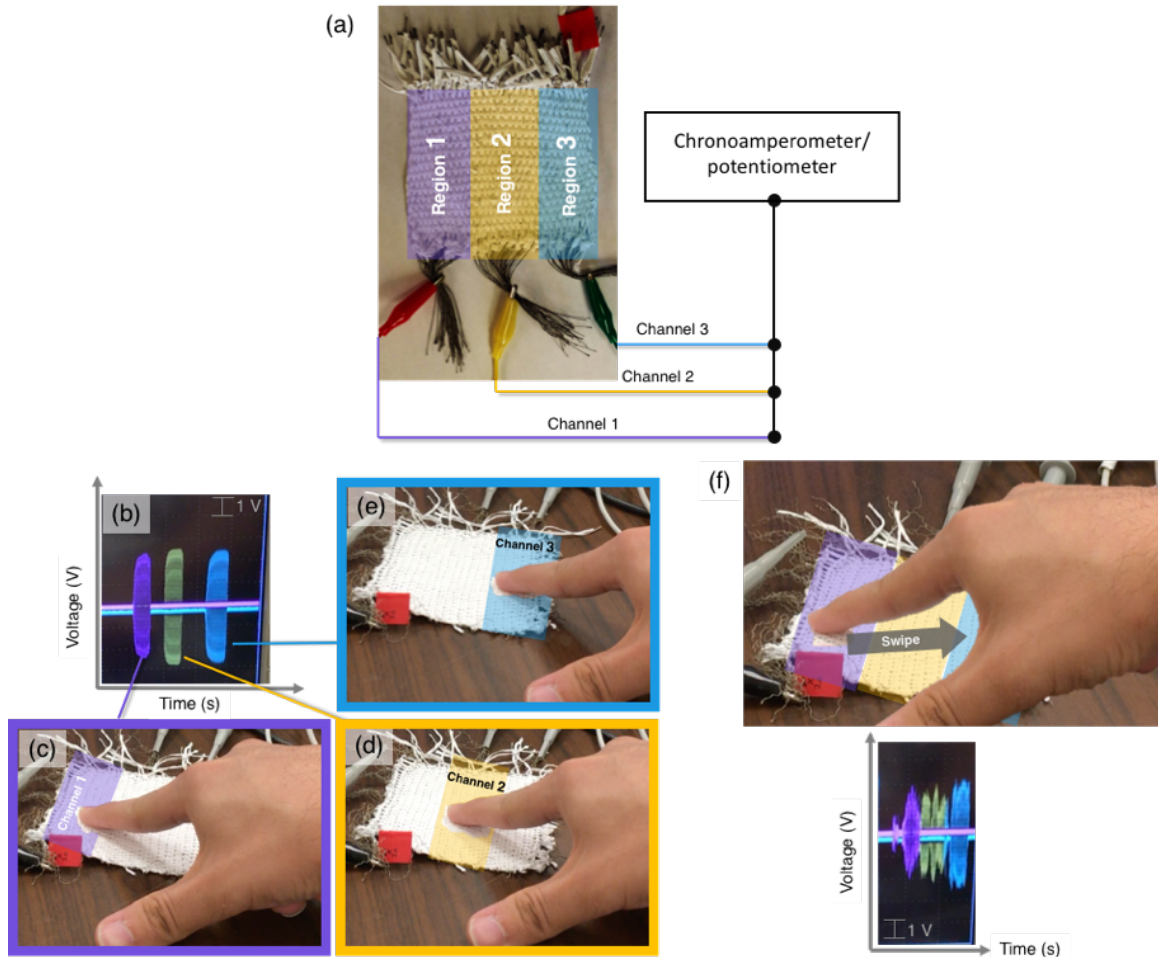 (a)
Region 1
Region 2
Region 3
Chronoamperometer/
potentiometer
Channel 3
Channel 2
Channel 1
(b)
1 V
Voltage (V)
Time (s)
(e)
Channel 3
(c)
Channel 1
(d)
Channel 2
(f)
Swipe
Voltage (V)
1 V
Time (s)